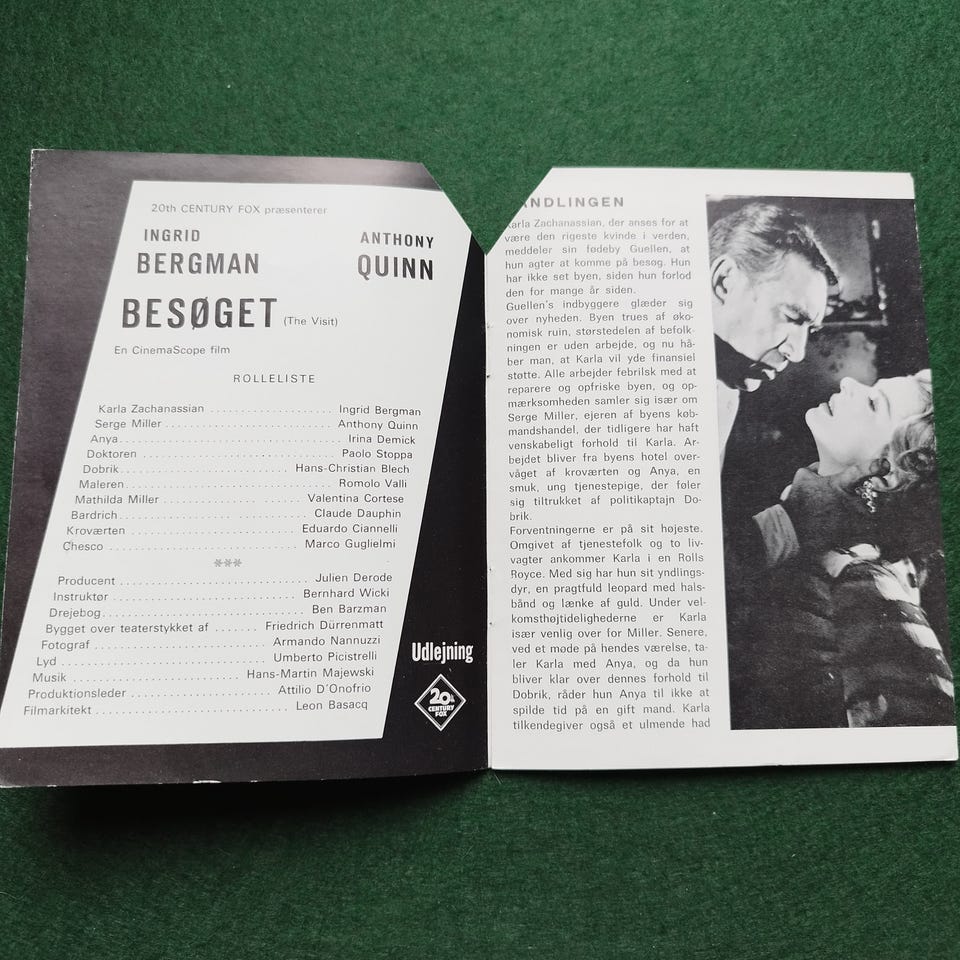 20th CENTURY FOX præsenterer
INGRID
BERGMAN
ANTHONY
QUINN
BESØGET (The Visit)
En CinemaScope film
ROLLELISTE
Karla Zachanassian .................... Ingrid Bergman
Serge Miller .................... Anthony Quinn
Anya .................... Irina Demick
Doktoren .................... Paolo Stoppa
Dobrik .................... Hans-Christian Blech
Maleren .................... Romolo Valli
Mathilda Miller .................... Valentina Cortese
Bardrich .................... Claude Dauphin
Kroværten .................... Eduardo Ciannelli
Chesco .................... Marco Guglielmi
***
Producent .................... Julien Derode
Instruktør .................... Bernhard Wicki
Drejebog .................... Ben Barzman
Bygget over teaterstykket af ....... Friedrich Dürrenmatt
Fotograf .................... Armando Nannuzzi
Lyd .................... Umberto Picistrelli
Musik .................... Hans-Martin Majewski
Produktionsleder .................... Attilio D'Onofrio
Filmarkitekt .................... Leon Basacq
Udlejning
20th
CENTURY
FOX
ANDLINGEN
Karla Zachanassian, der anses for at
være den rigeste kvinde i verden,
meddeler sin fødeby Guellen, at
hun agter at komme på besøg. Hun
har ikke set byen, siden hun forlod
den for mange år siden.
Guellen's indbyggere glæder sig
over nyheden. Byen trues af øko-
nomisk ruin, størstedelen af befolk-
ningen er uden arbejde, og nu hå-
ber man, at Karla vil yde finansiel
støtte. Alle arbejder febrilsk med at
reparere og opfriske byen, og op-
mærksomheden samler sig især om
Serge Miller, ejeren af byens køb-
mandshandel, der tidligere har haft
venskabeligt forhold til Karla. Ar-
bejdet bliver fra byens hotel over-
våget af kroværten og Anya, en
smuk, ung tjenestepige, der føler
sig tiltrukket af politikaptajn Do-
brik.
Forventningerne er på sit højeste.
Omgivet af tjenestefolk og to liv-
vagter ankommer Karla i en Rolls
Royce. Med sig har hun sit yndlings-
dyr, en pragtfuld leopard med hals-
bånd og lænke af guld. Under vel-
komsthøjtidelighederne er Karla
især venlig over for Miller. Senere,
ved et møde på hendes værelse, ta-
ler Karla med Anya, og da hun
bliver klar over dennes forhold til
Dobrik, råder hun Anya til ikke at
spilde tid på en gift mand. Karla
tilkendegiver også et ulmende had